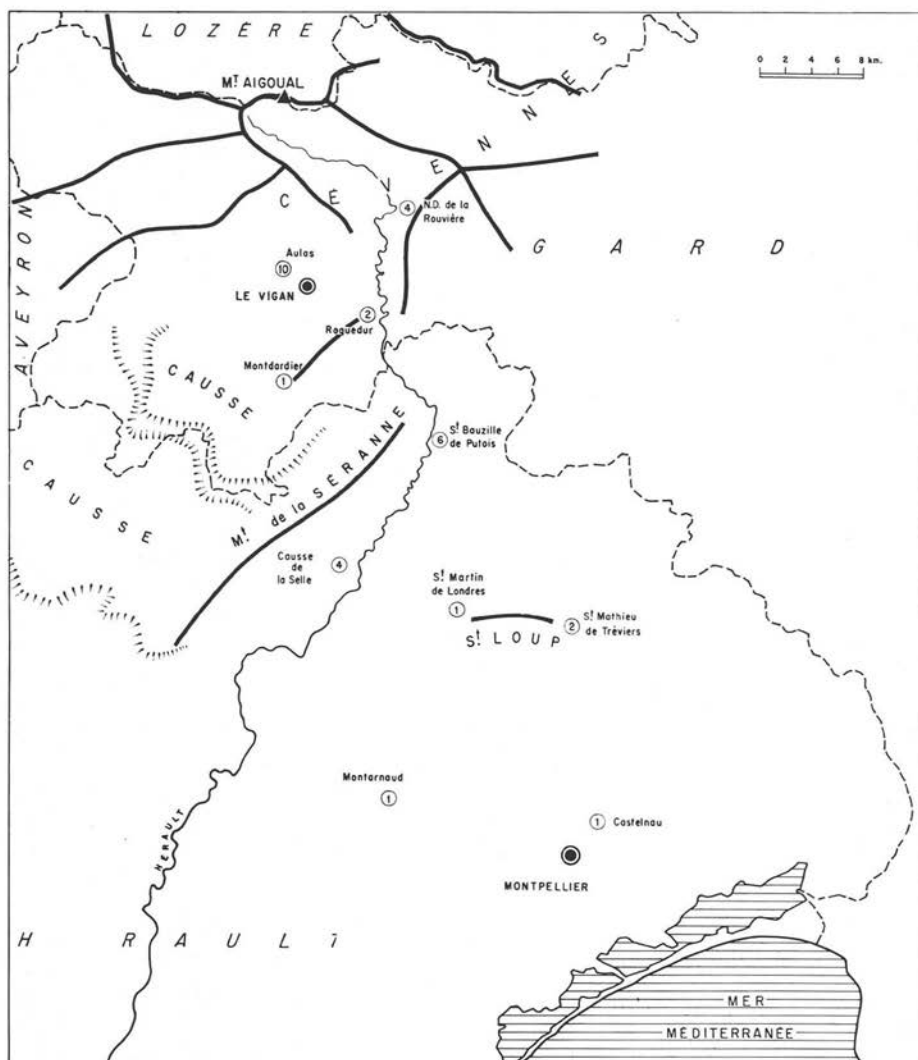 LOZÈRE
0 2 4 6 8 km.
MT AIGOUAL
CÉVENNES
4 N.D. de la
Rouvière
GARD
AVEYRON
Aulas
10
LE VIGAN
2
Roquedur
Montdardier
1
CAUSSE
St Bauzille
de Putois
6
CAUSSE
Mt de la SÉRANNE
Causse
de
la Selle
4
St Martin
de Londres
1
St Mathieu
de Tréviers
2
St LOUP
Montarnaud
1
1 Castelnau
HÉRAULT
MONTPELLIER
H RAULT
MER
MÉDITERRANÉE